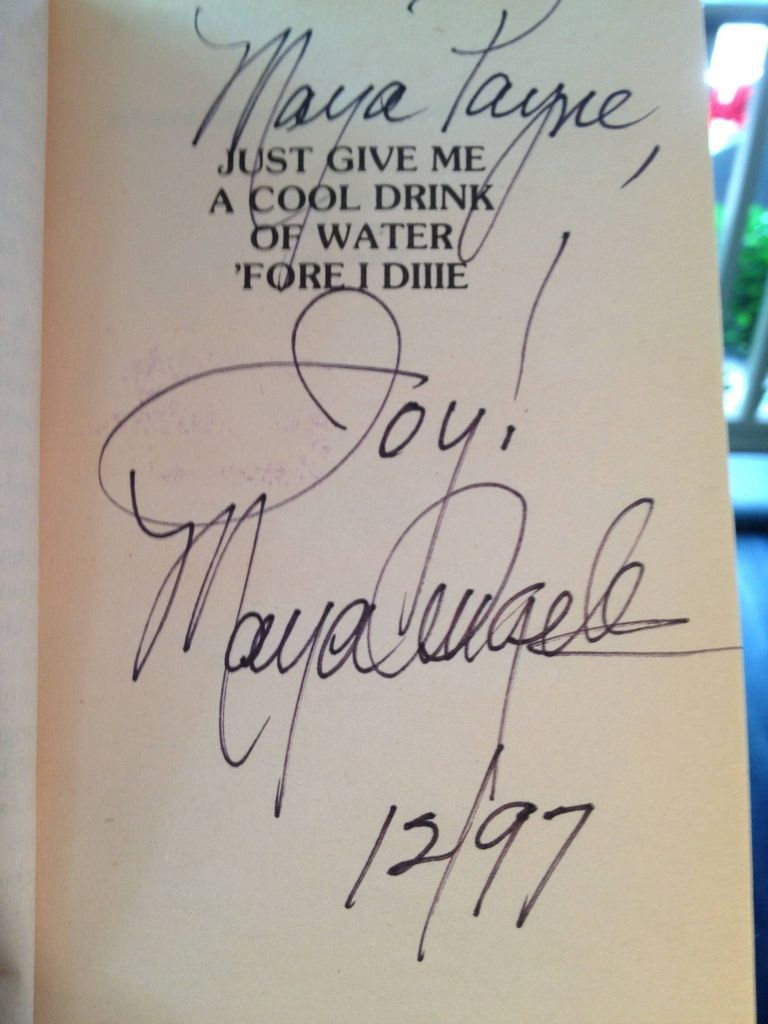 Maya Payne,
JUST GIVE ME
A COOL DRINK
OF WATER
'FORE I DIIIE
Joy!
Maya Angelou
12/97